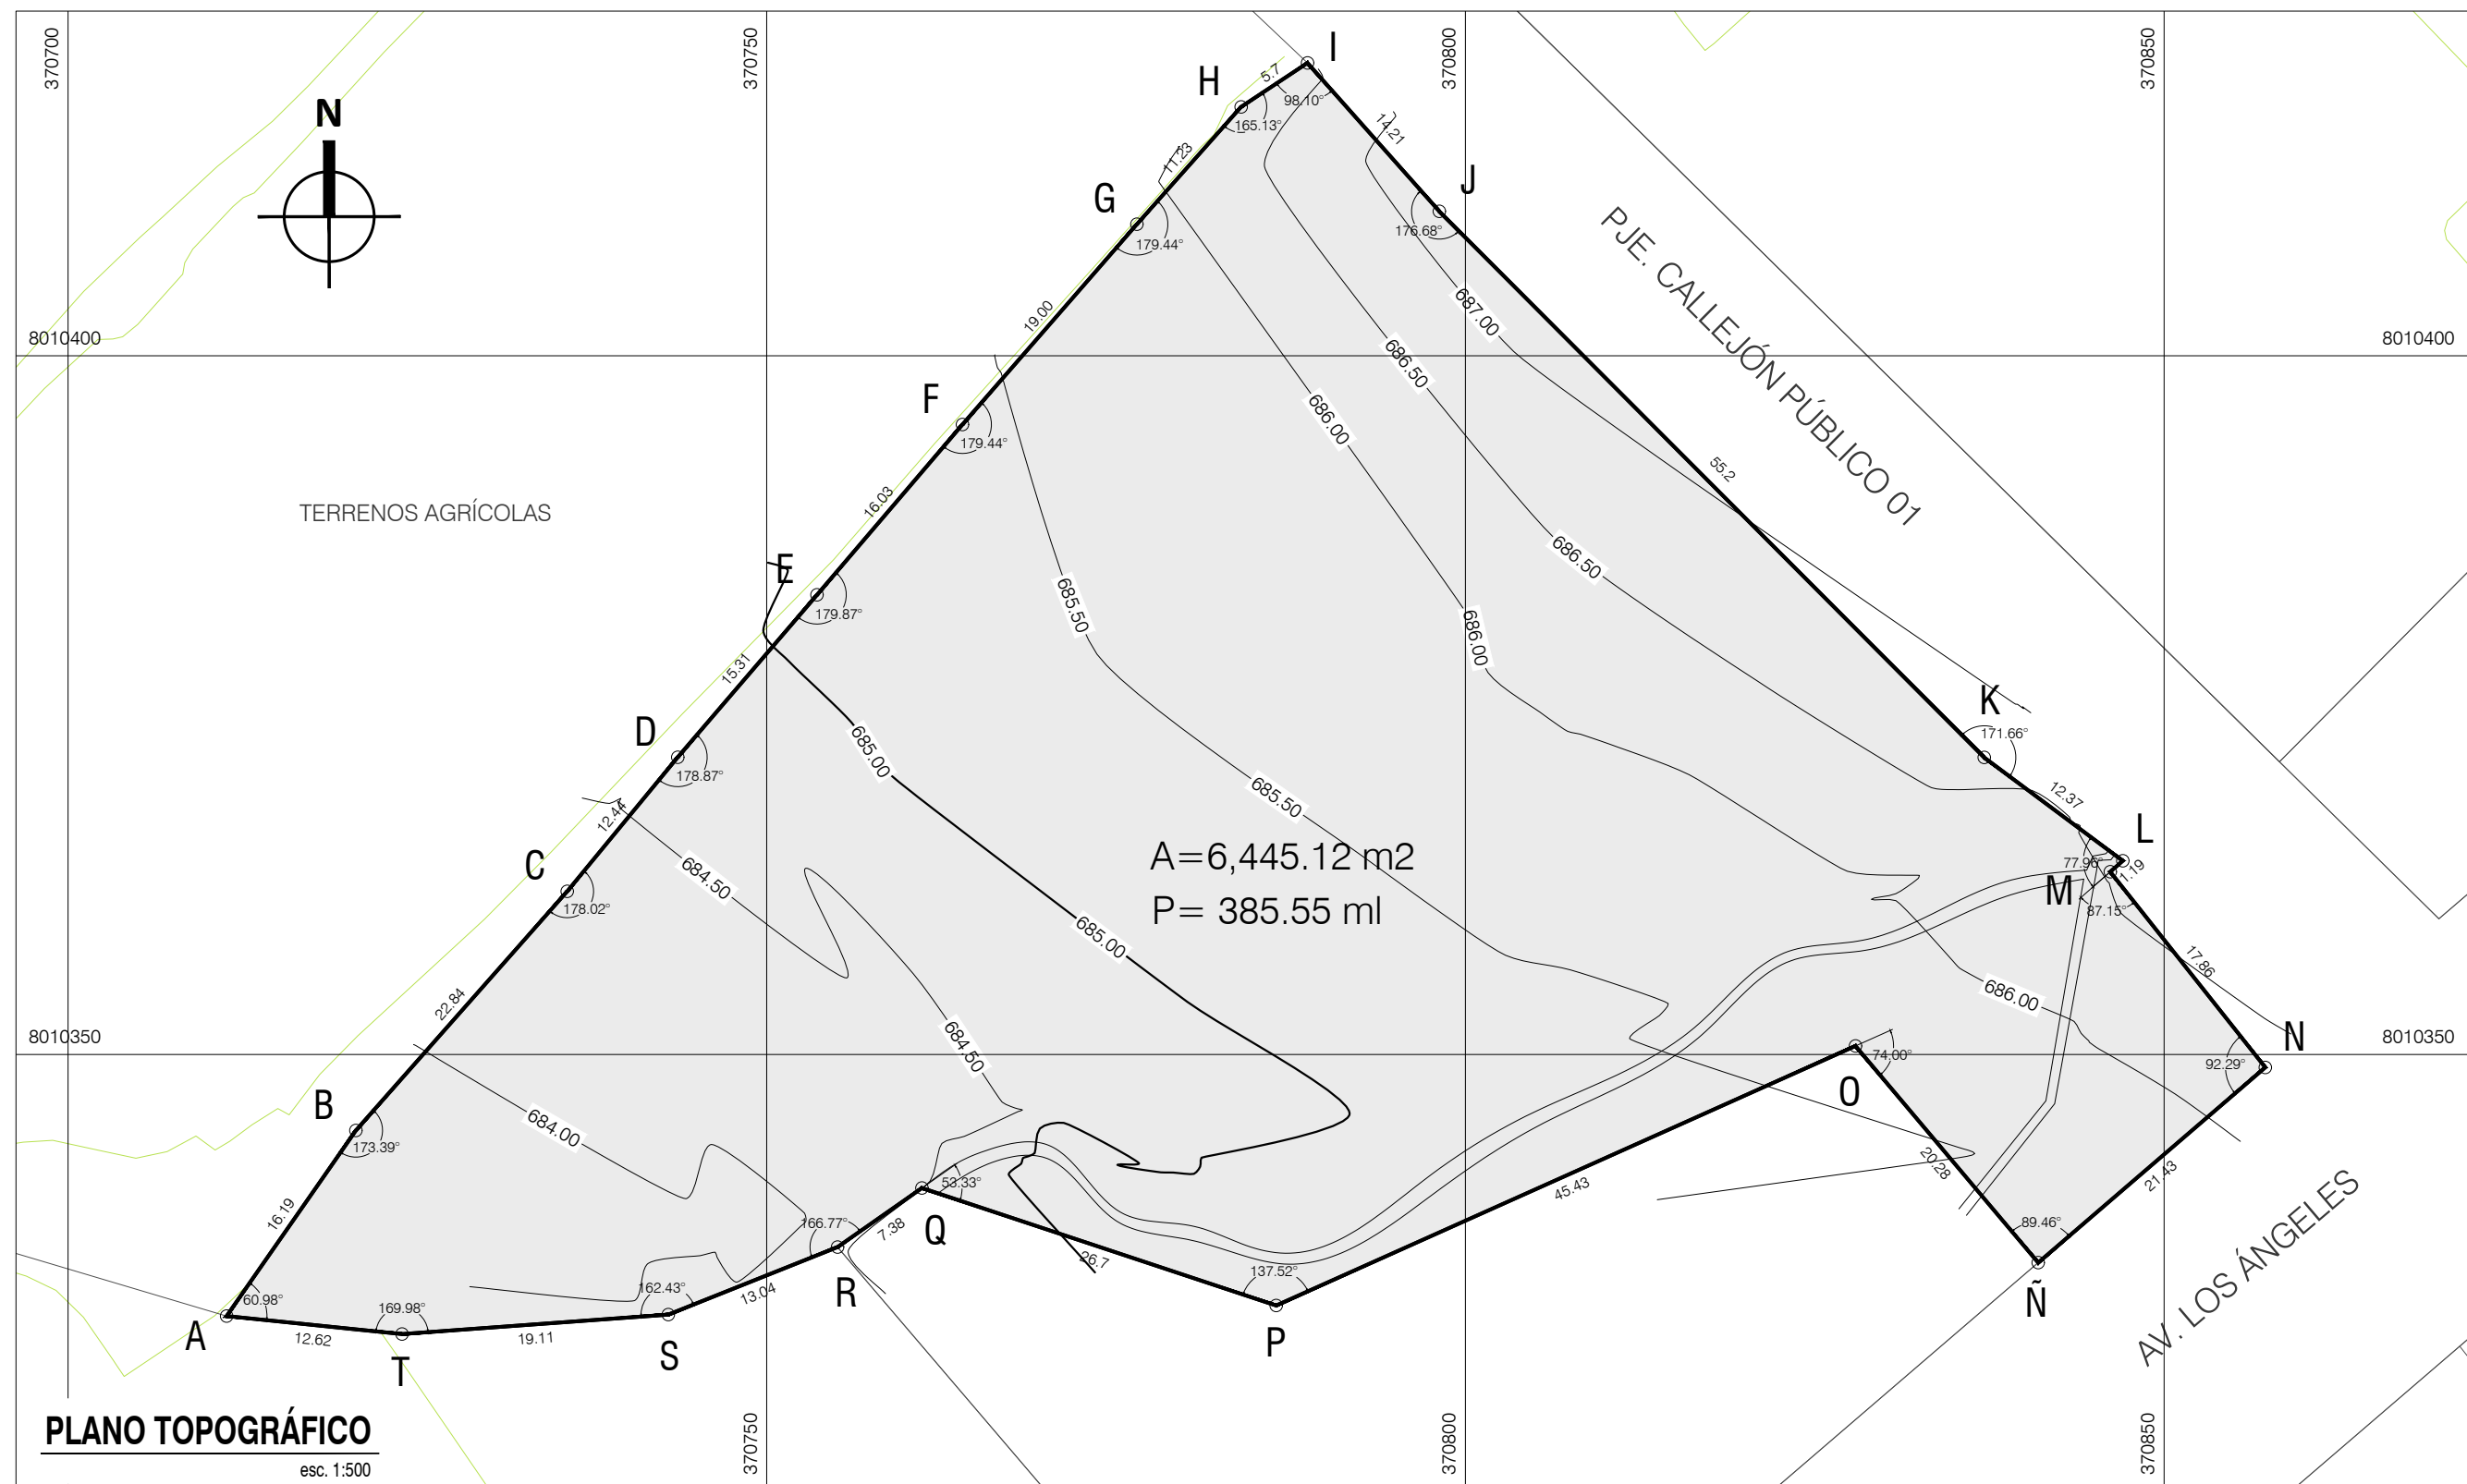 370700
370750
370800
370850
N
8010400
8010400
TERRENOS AGRÍCOLAS
PJE. CALLEJÓN PÚBLICO 01
H
5.7
I
98.10°
165.13°
14.21
11.23
G
179.44°
J
176.68°
19.00
687.00
686.50
686.00
F
179.44°
55.2
16.03
E
179.87°
685.50
686.50
686.00
15.31
D
178.87°
685.00
K
171.66°
12.44
685.50
12.37
C
178.02°
684.50
A=6,445.12 m2
P= 385.55 ml
L
77.96°
1.19
M
87.15°
685.00
17.86
22.84
684.50
686.00
8010350
8010350
N
92.29°
74.00°
O
B
173.39°
684.00
20.28
21.43
16.19
53.33°
45.43
166.77°
7.38
Q
26.7
89.46°
Ñ
137.52°
P
R
162.43°
13.04
60.98°
169.98°
A
12.62
19.11
T
S
AV. LOS ÁNGELES
PLANO TOPOGRÁFICO
esc. 1:500
370750
370800
370850